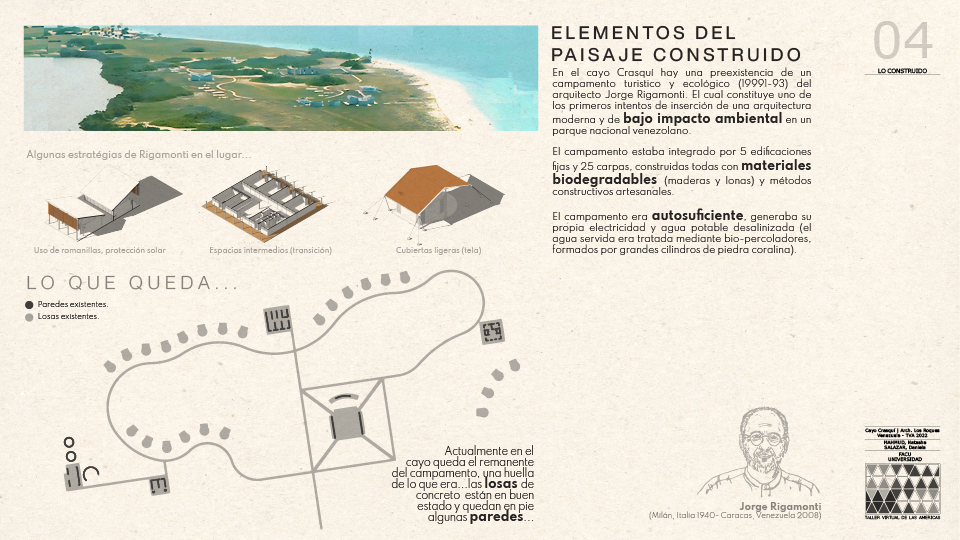 ELEMENTOS DEL
PAISAJE CONSTRUIDO
04
LO CONSTRUIDO
En el cayo Crasquí hay una preexistencia de un
campamento turístico y ecológico (19991-93) del
arquitecto Jorge Rigamonti. El cual constituye uno de
los primeros intentos de inserción de una arquitectura
moderna y de bajo impacto ambiental en un
parque nacional venezolano.
El campamento estaba integrado por 5 edificaciones
fijas y 25 carpas, construidas todas con materiales
biodegradables (maderas y lonas) y métodos
constructivos artesanales.
El campamento era autosuficiente, generaba su
propia electricidad y agua potable desalinizada (el
agua servida era tratada mediante bio-percoladores,
formados por grandes cilindros de piedra coralina).
Algunas estratégias de Rigamonti en el lugar...
Uso de romanillas, protección solar
Espacios intermedios (transición)
Cubiertas ligeras (tela)
LO QUE QUEDA...
Paredes existentes.
Losas existentes.
Actualmente en el
cayo queda el remanente
del campamento, una huella
de lo que era...las losas de
concreto están en buen
estado y quedan en pie
algunas paredes...
Jorge Rigamonti
(Milán, Italia 1940- Caracas, Venezuela 2008)
Cayo Crasquí | Arch. Los Roques
Venezuela - TVA 2022
MAHMUD, Natasha
SALAZAR, Daniela
FACU
UNIVERSIDAD
TALLER VIRTUAL DE LAS AMERICAS